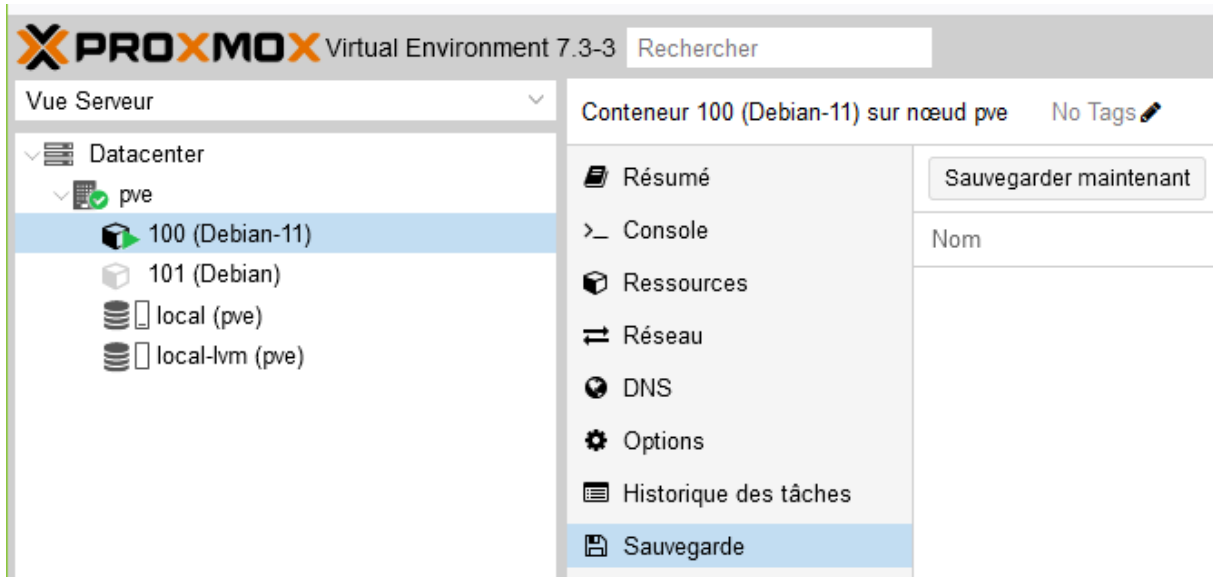 PROXMOX Virtual Environment 7.3-3 Rechercher
Vue Serveur
Datacenter
pve
100 (Debian-11)
101 (Debian)
local (pve)
local-lvm (pve)
Conteneur 100 (Debian-11) sur nœud pve No Tags
Résumé
Console
Ressources
Réseau
DNS
Options
Historique des tâches
Sauvegarde
Sauvegarder maintenant
Nom